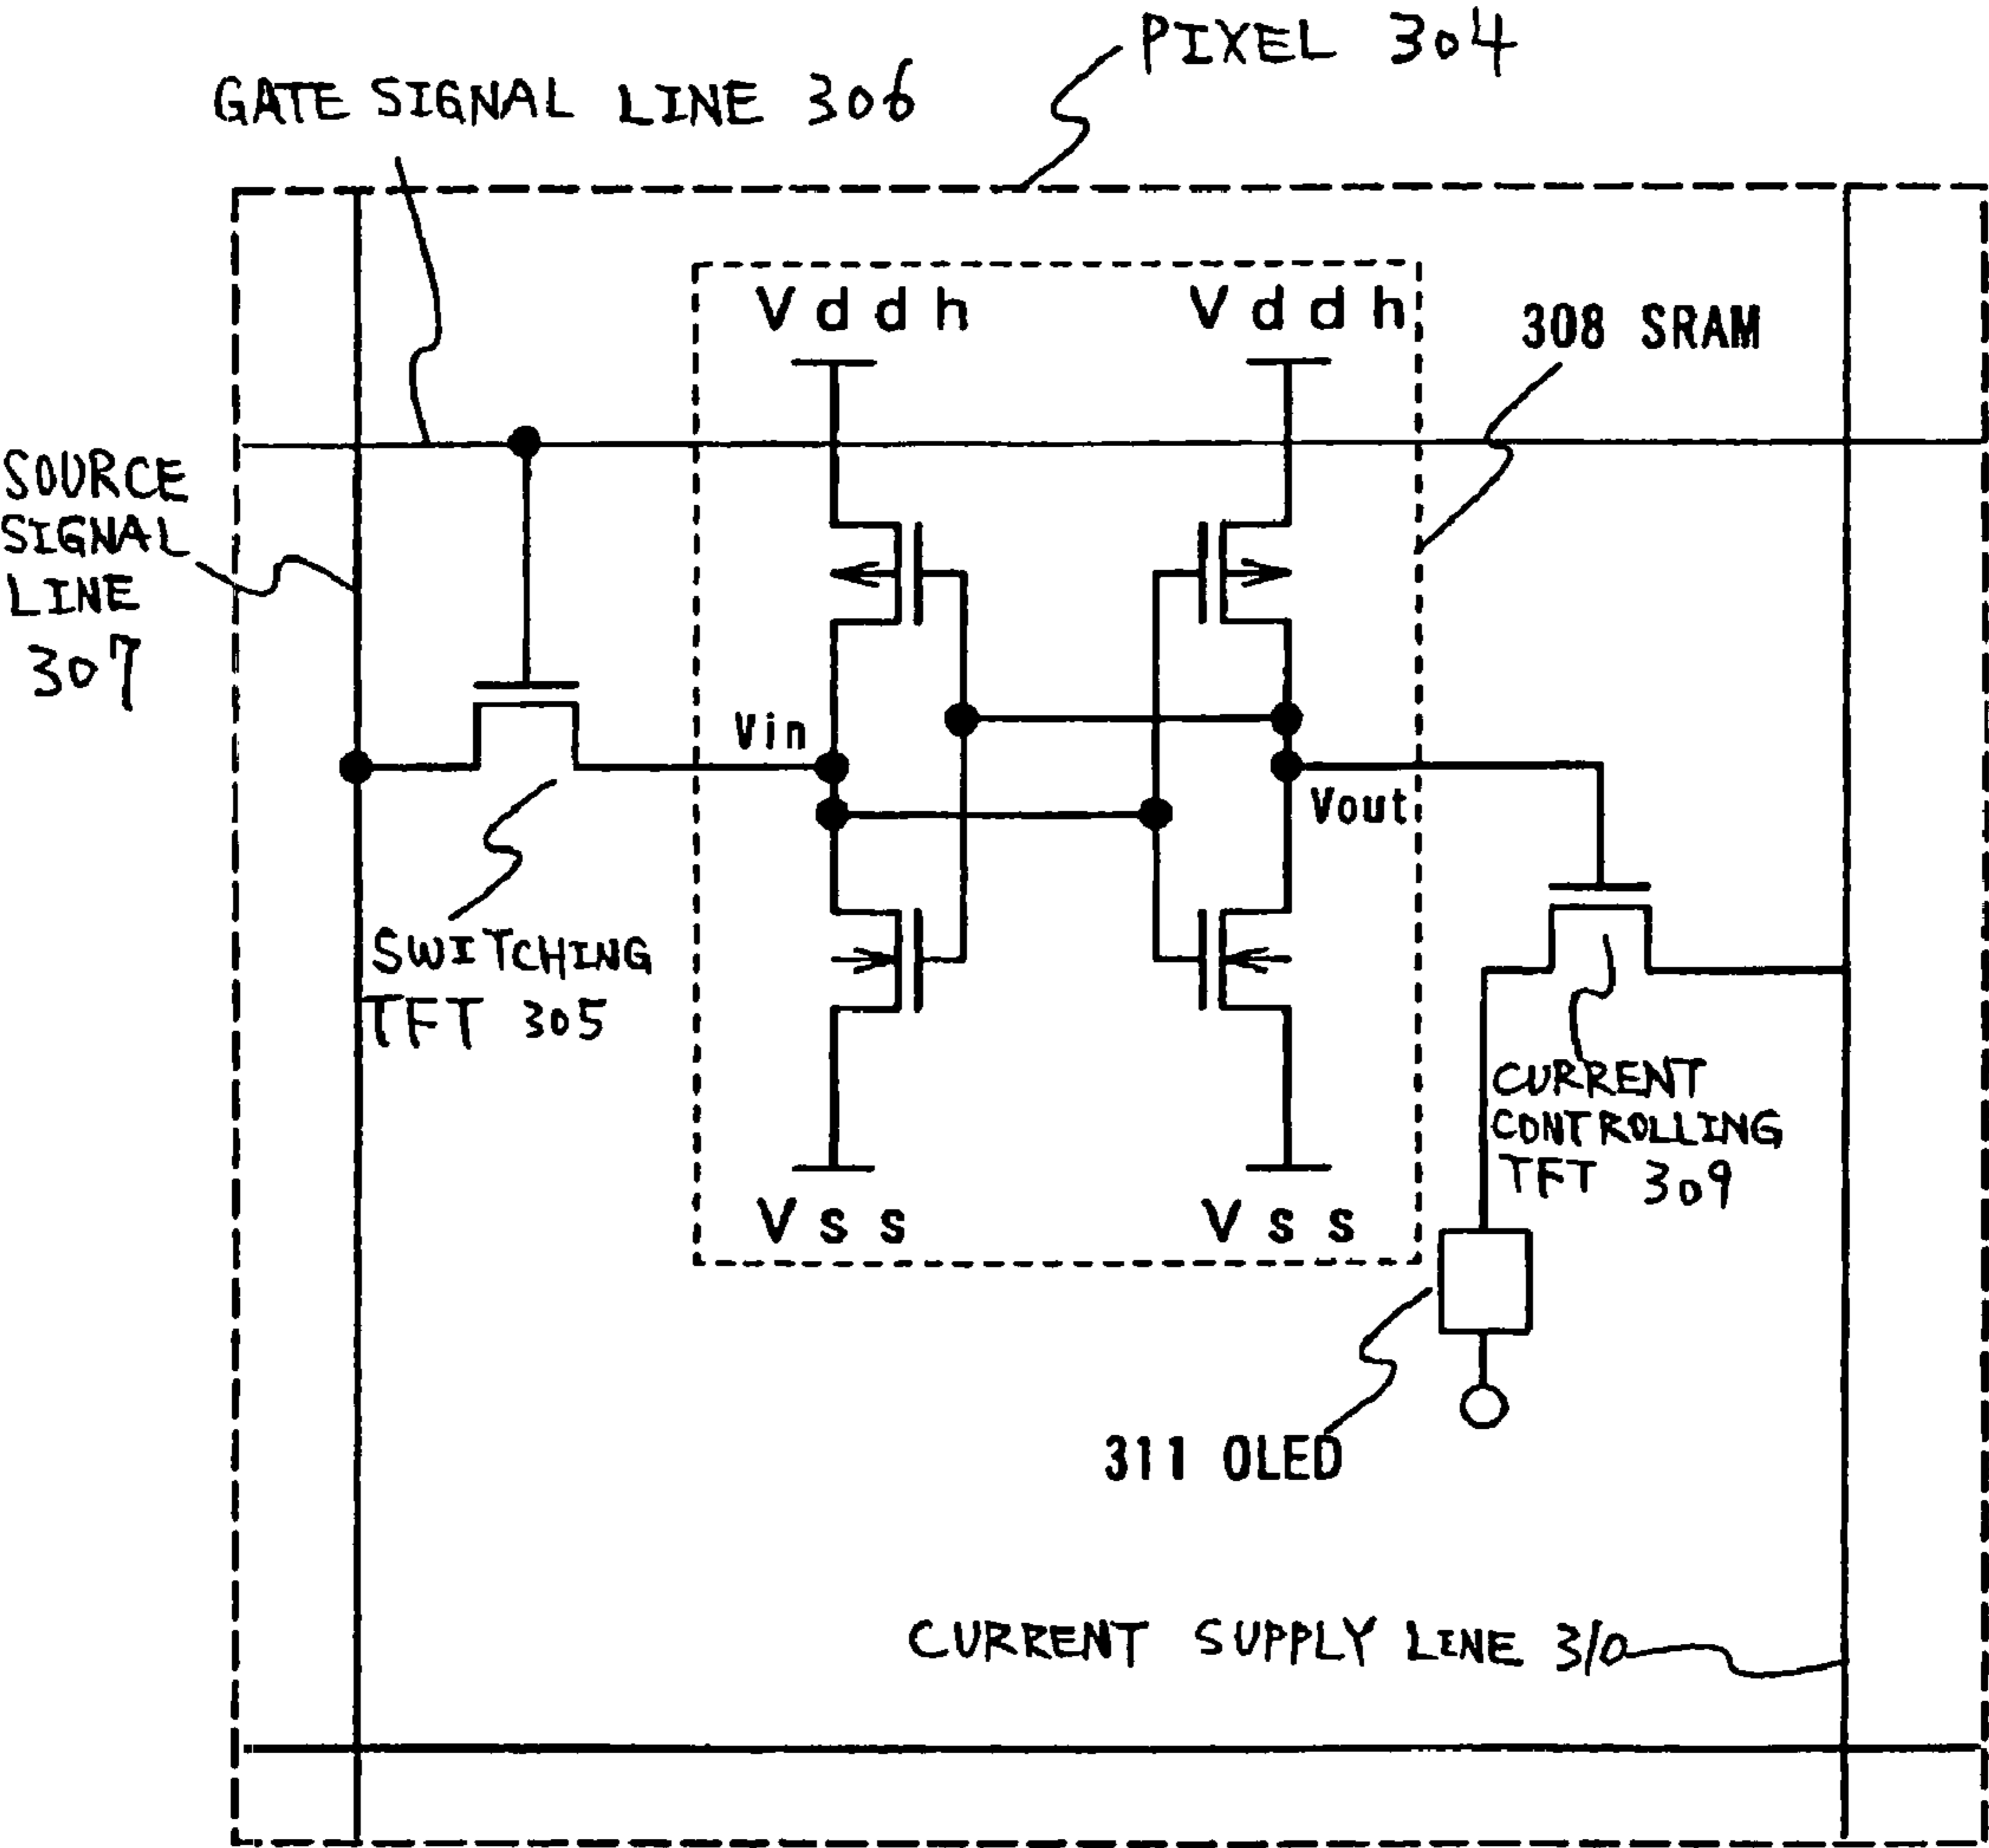 PIXEL 304
GATE SIGNAL LINE 306
Vddh
Vddh
308 SRAM
SOURCE
SIGNAL
LINE
307
Vin
Vout
SWITCHING
TFT 305
CURRENT
CONTROLLING
TFT 309
Vss
Vss
311 OLED
CURRENT SUPPLY LINE 310